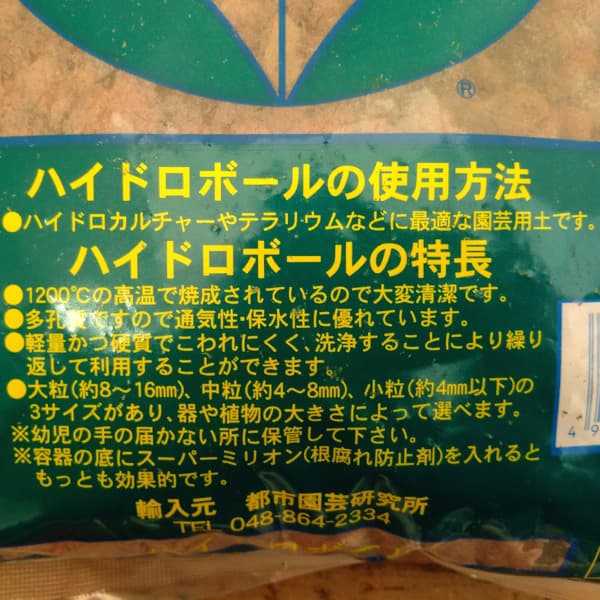 ®
ハイドロボールの使用方法
●ハイドロカルチャーやテラリウムなどに最適な園芸用土です。
ハイドロボールの特長
●1200℃の高温で焼成されているので大変清潔です。
●多孔質ですので通気性・保水性に優れています。
●軽量かつ硬質でこわれにくく、洗浄することにより繰り
返して利用することができます。
●大粒(約8～16㎜)、中粒(約4～8㎜)、小粒(約4㎜以下)の
3サイズがあり、器や植物の大きさによって選べます。
※幼児の手の届かない所に保管して下さい。
※容器の底にスーパーミリオン(根腐れ防止剤)を入れると
もっとも効果的です。
輸入元 都市園芸研究所
TEL 048-864-2334
49